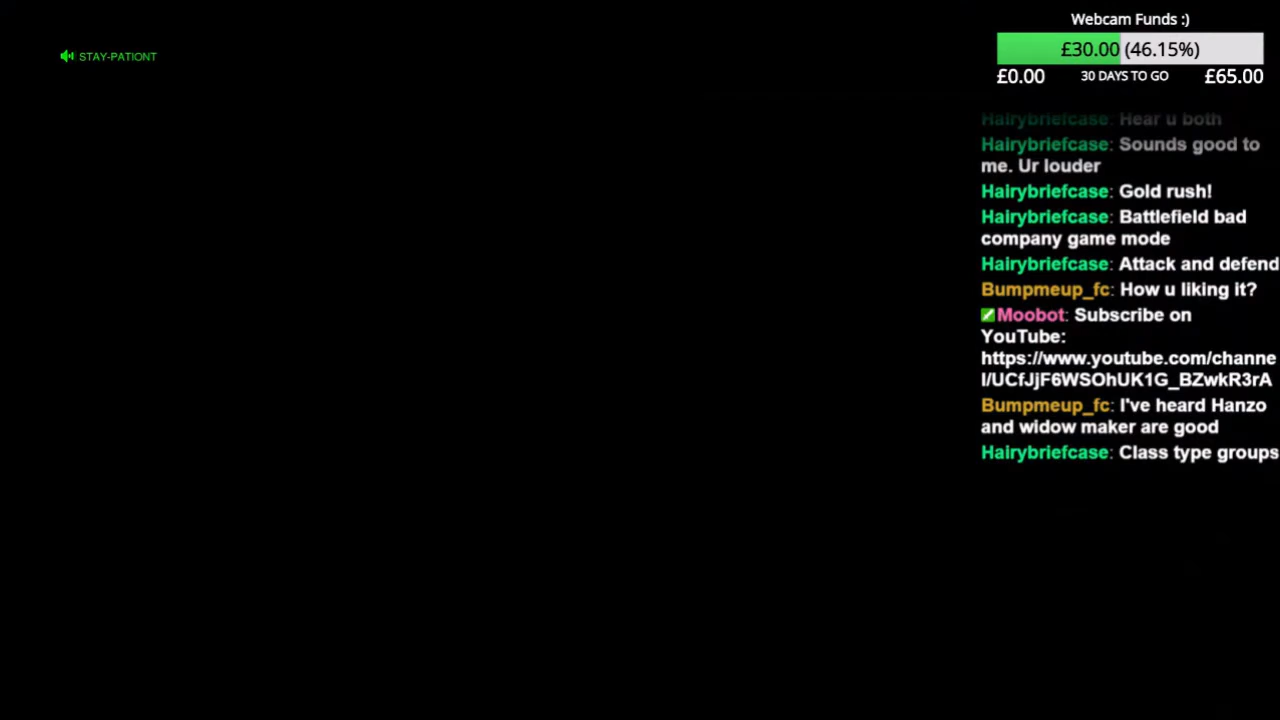 Webcam Funds :)
STAY-PATIONT
£30.00 (46.15%)
£0.00 30 DAYS TO GO £65.00
Hairybriefcase: Hear u both
Hairybriefcase: Sounds good to
me. Ur louder
Hairybriefcase: Gold rush!
Hairybriefcase: Battlefield bad
company game mode
Hairybriefcase: Attack and defend
Bumpmeup_fc: How u liking it?
Moobot: Subscribe on
YouTube:
https://www.youtube.com/channe
l/UCfJjF6WSOhUK1G_BZwkR3rA
Bumpmeup_fc: I've heard Hanzo
and widow maker are good
Hairybriefcase: Class type groups